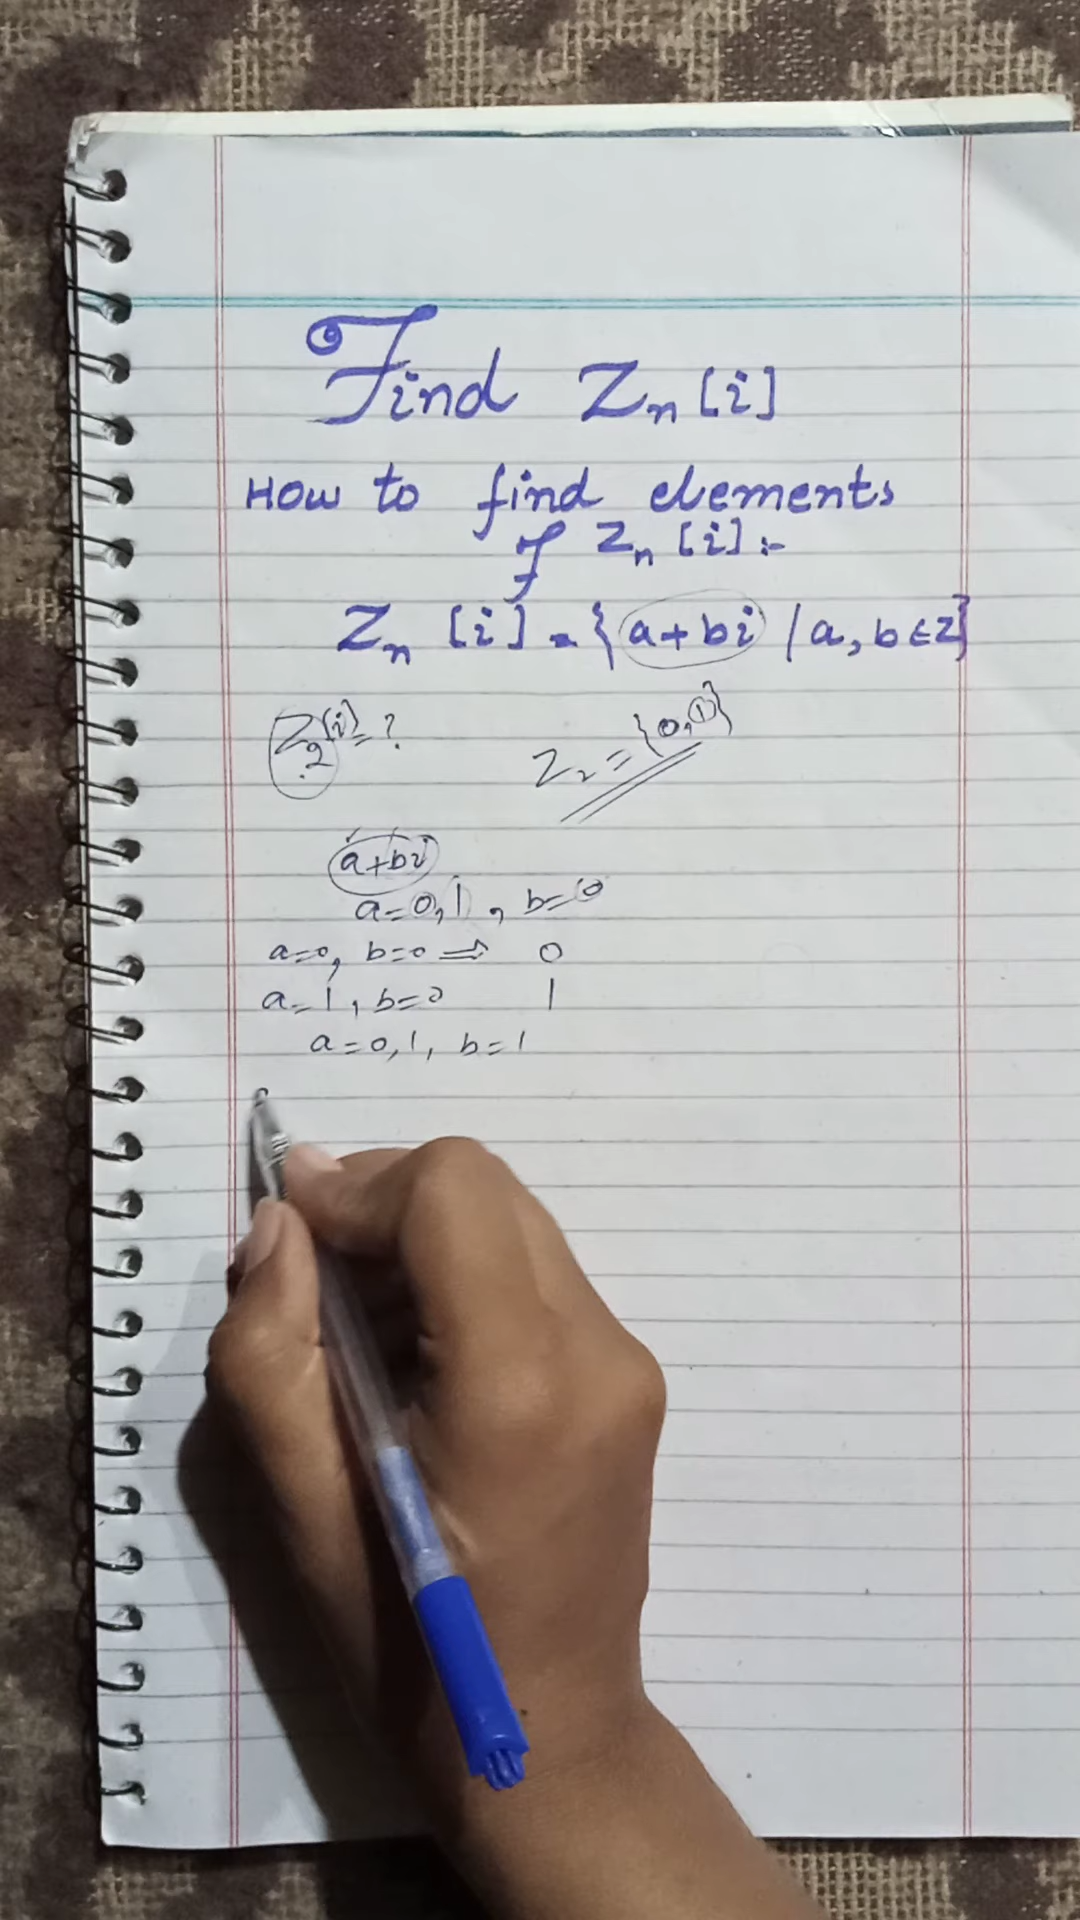 Find Zn [i]
How to find elements
of Zn [i] :-
Zn [i] = {a+bi / a, b ∈ Z}
Z2[i] = ? Z2 = {0,1}
a+bi
a=0,1 , b=0
a=0, b=0 ⇒ 0
a=1, b=0 1
a=0,1, b=1